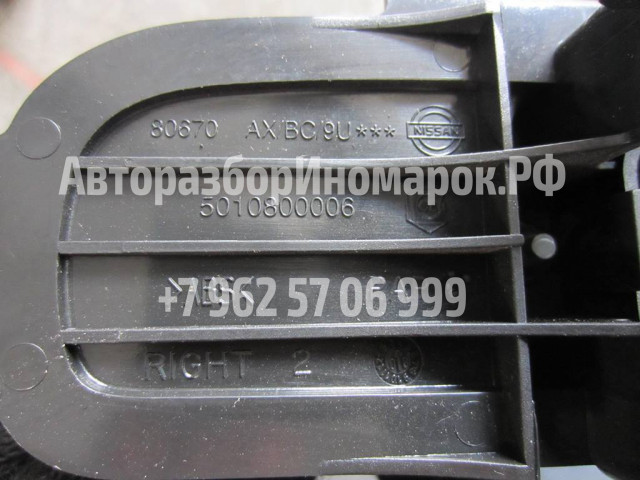 80670 AX/BC/9U*** NISSAN
АвторазборИномарок.РФ
5010800006
+7 962 57 06 999
RIGHT 2